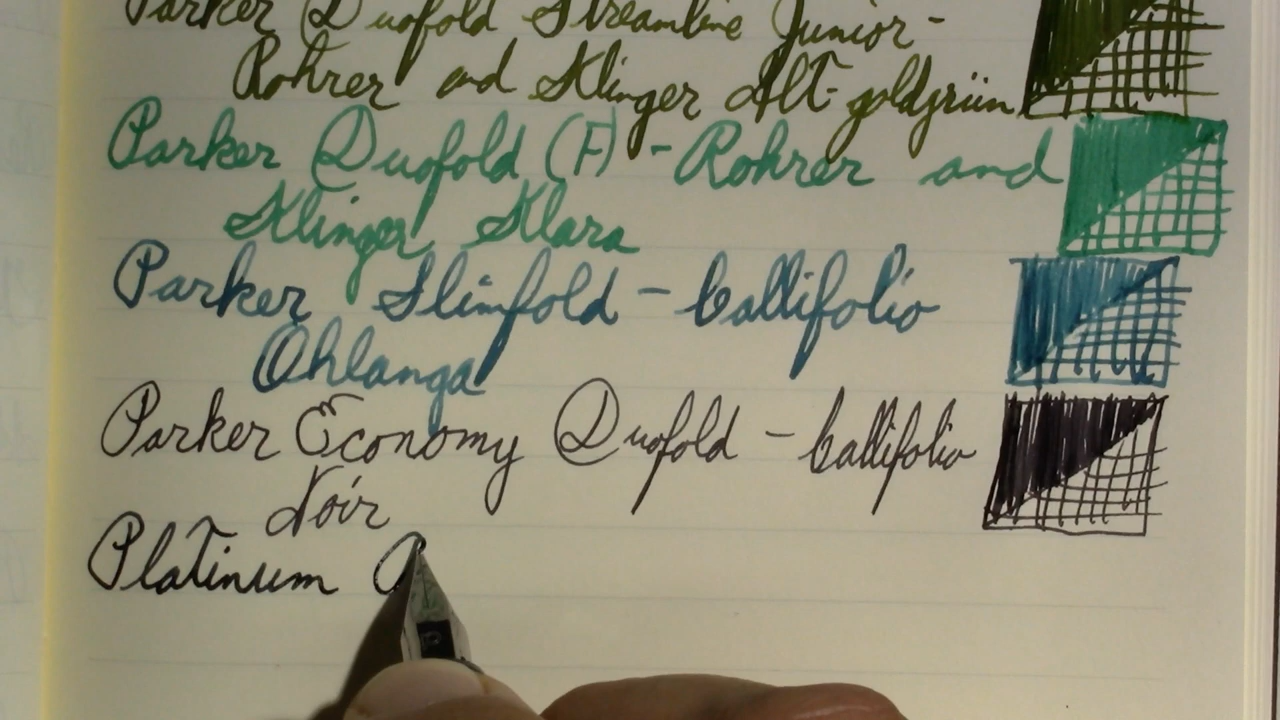 Parker Duofold Streamline Junior -
Rohrer and Klinger Alt-goldgrün
Parker Duofold (F) - Rohrer and
Klinger Klara
Parker Slimfold - Callifolio
Ohlanga
Parker Economy Duofold - Callifolio
Noir
Platinum